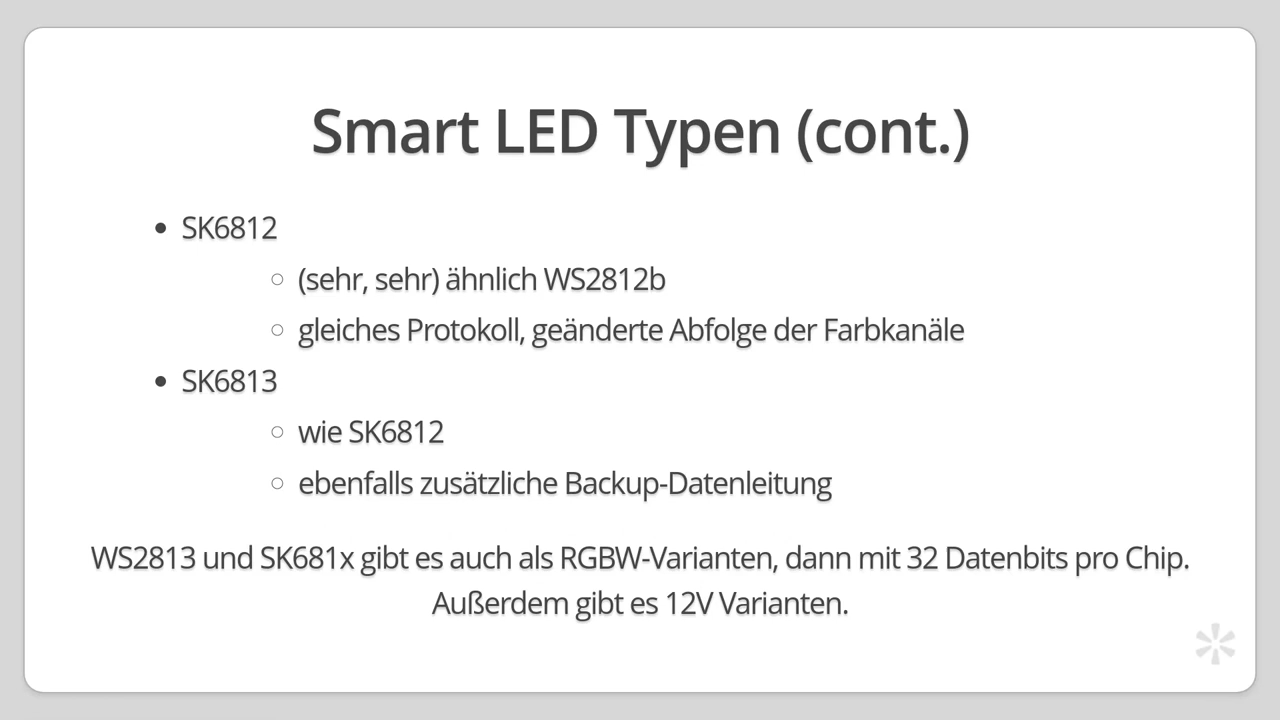 Smart LED Typen (cont.)
SK6812
(sehr, sehr) ähnlich WS2812b
gleiches Protokoll, geänderte Abfolge der Farbkanäle
SK6813
wie SK6812
ebenfalls zusätzliche Backup-Datenleitung
WS2813 und SK681x gibt es auch als RGBW-Varianten, dann mit 32 Datenbits pro Chip.
Außerdem gibt es 12V Varianten.